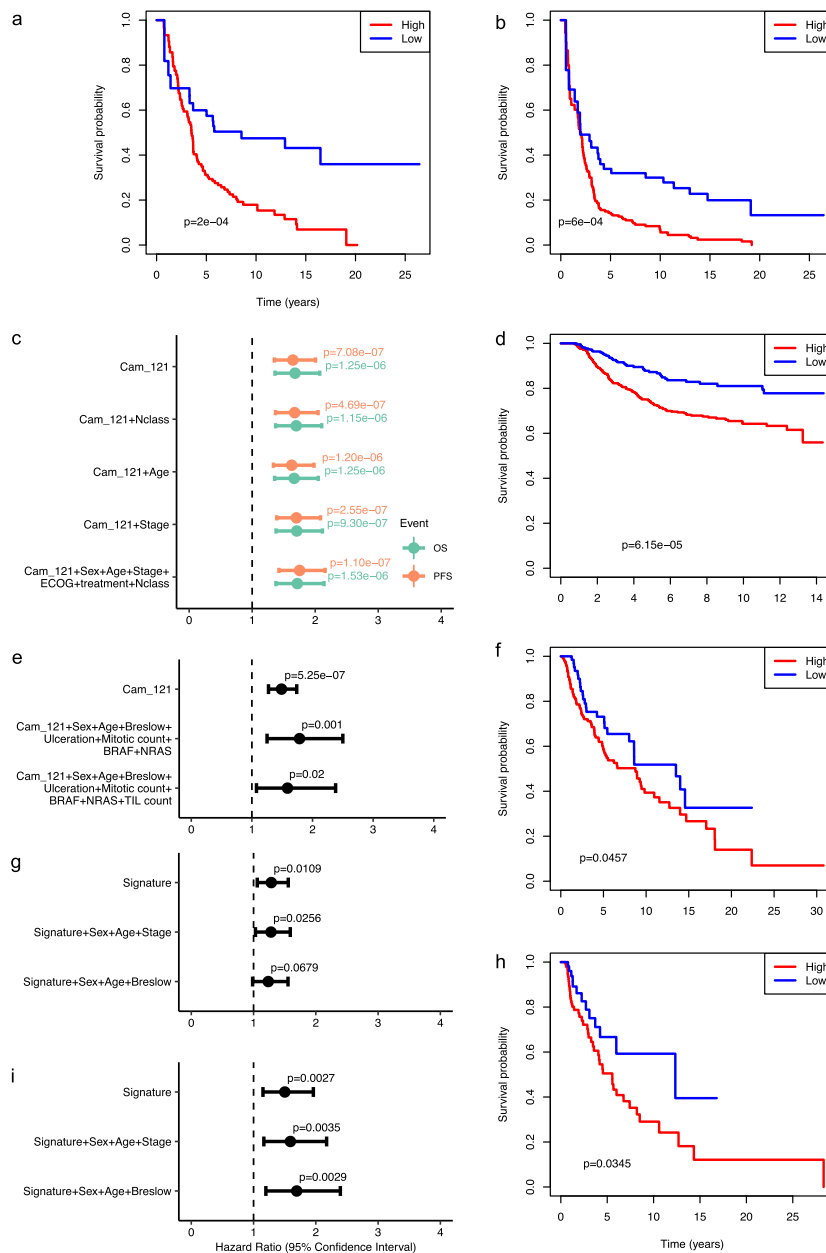 a
High
Low
Survival probability
1.0
0.8
0.6
0.4
0.2
0.0
p=2e−04
0 5 10 15 20 25
Time (years)
b
High
Low
Survival probability
1.0
0.8
0.6
0.4
0.2
0.0
p=6e−04
0 5 10 15 20 25
c
Cam_121
p=7.08e−07
p=1.25e−06
Cam_121+Nclass
p=4.69e−07
p=1.15e−06
Cam_121+Age
p=1.20e−06
p=1.25e−06
Cam_121+Stage
p=2.55e−07
p=9.30e−07
Cam_121+Sex+Age+Stage+
ECOG+treatment+Nclass
p=1.10e−07
p=1.53e−06
Event
OS
PFS
0 1 2 3 4
d
High
Low
Survival probability
1.0
0.8
0.6
0.4
0.2
0.0
p=6.15e−05
0 2 4 6 8 10 12 14
e
Cam_121
p=5.25e−07
Cam_121+Sex+Age+Breslow+
Ulceration+Mitotic count+
BRAF+NRAS
p=0.001
Cam_121+Sex+Age+Breslow+
Ulceration+Mitotic count+
BRAF+NRAS+TIL count
p=0.02
0 1 2 3 4
f
High
Low
Survival probability
1.0
0.8
0.6
0.4
0.2
0.0
p=0.0457
0 5 10 15 20 25 30
g
Signature
p=0.0109
Signature+Sex+Age+Stage
p=0.0256
Signature+Sex+Age+Breslow
p=0.0679
0 1 2 3 4
h
High
Low
Survival probability
1.0
0.8
0.6
0.4
0.2
0.0
p=0.0345
0 5 10 15 20 25
Time (years)
i
Signature
p=0.0027
Signature+Sex+Age+Stage
p=0.0035
Signature+Sex+Age+Breslow
p=0.0029
0 1 2 3 4
Hazard Ratio (95% Confidence Interval)